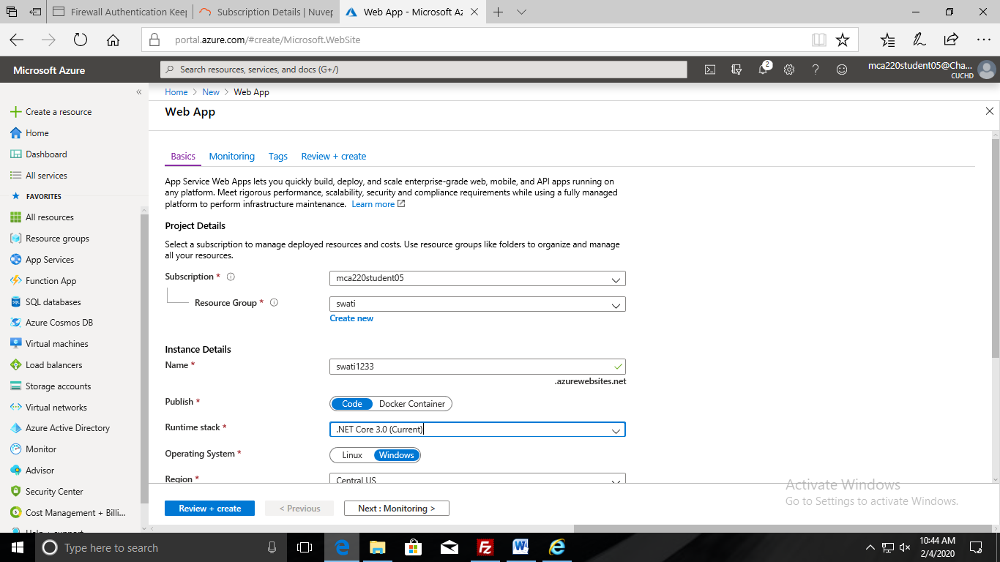 Firewall Authentication Kee
Subscription Details | Nuvep
Web App - Microsoft Az
portal.azure.com/#create/Microsoft.WebSite
Microsoft Azure
Search resources, services, and docs (G+/)
2
mca220student05@Cha...
CUCHD
«
Create a resource
Home
Dashboard
All services
FAVORITES
All resources
Resource groups
App Services
Function App
SQL databases
Azure Cosmos DB
Virtual machines
Load balancers
Storage accounts
Virtual networks
Azure Active Directory
Monitor
Advisor
Security Center
Cost Management + Billi...
Help + support
Home > New > Web App
Web App
Basics Monitoring Tags Review + create
App Service Web Apps lets you quickly build, deploy, and scale enterprise-grade web, mobile, and API apps running on
any platform. Meet rigorous performance, scalability, security and compliance requirements while using a fully managed
platform to perform infrastructure maintenance. Learn more
Project Details
Select a subscription to manage deployed resources and costs. Use resource groups like folders to organize and manage
all your resources.
Subscription * mca220student05
Resource Group * swati
Create new
Instance Details
Name * swati1233
.azurewebsites.net
Publish * Code Docker Container
Runtime stack * .NET Core 3.0 (Current)
Operating System * Linux Windows
Region * Central US
Review + create < Previous Next : Monitoring >
Activate Windows
Go to Settings to activate Windows.
Type here to search
10:44 AM
2/4/2020